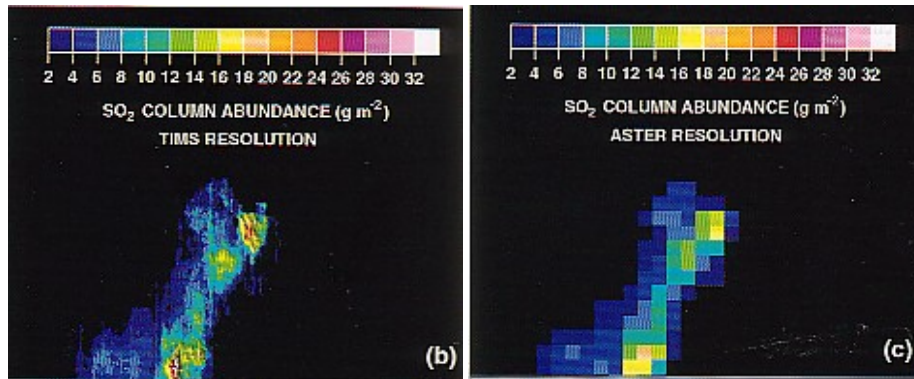 2 4 6 8 10 12 14 16 18 20 22 24 26 28 30 32
SO₂ COLUMN ABUNDANCE (g m⁻²)
TIMS RESOLUTION
(b)
2 4 6 8 10 12 14 16 18 20 22 24 26 28 30 32
SO₂ COLUMN ABUNDANCE (g m⁻²)
ASTER RESOLUTION
(c)